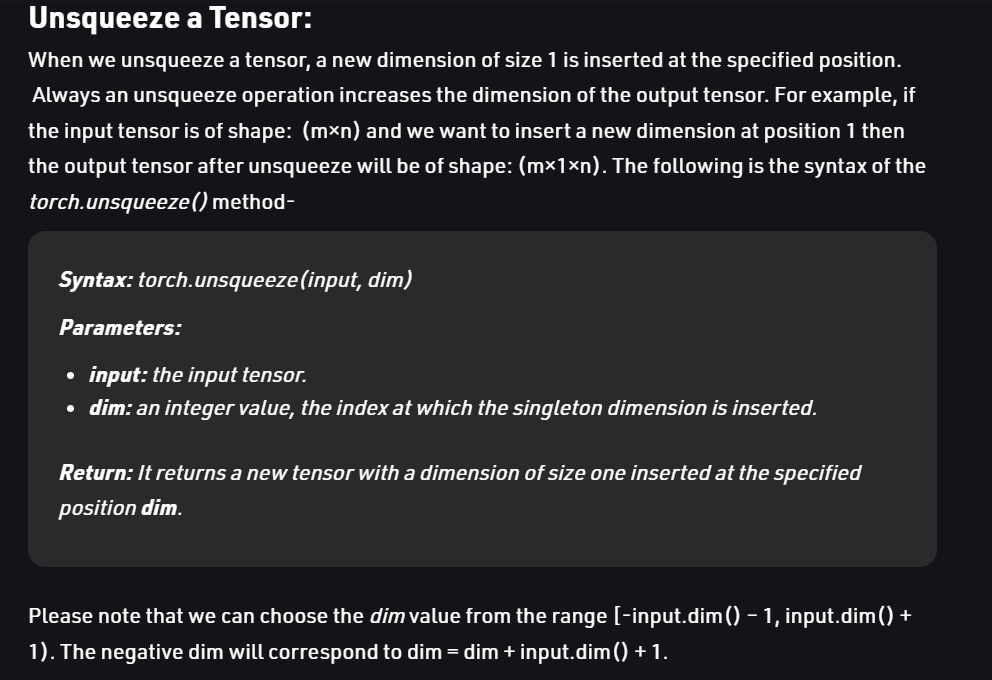 Unsqueeze a Tensor:
When we unsqueeze a tensor, a new dimension of size 1 is inserted at the specified position.
Always an unsqueeze operation increases the dimension of the output tensor. For example, if
the input tensor is of shape: (m×n) and we want to insert a new dimension at position 1 then
the output tensor after unsqueeze will be of shape: (m×1×n). The following is the syntax of the
torch.unsqueeze() method-
Syntax: torch.unsqueeze(input, dim)
Parameters:
• input: the input tensor.
• dim: an integer value, the index at which the singleton dimension is inserted.
Return: It returns a new tensor with a dimension of size one inserted at the specified
position dim.
Please note that we can choose the dim value from the range [-input.dim() – 1, input.dim() +
1). The negative dim will correspond to dim = dim + input.dim() + 1.